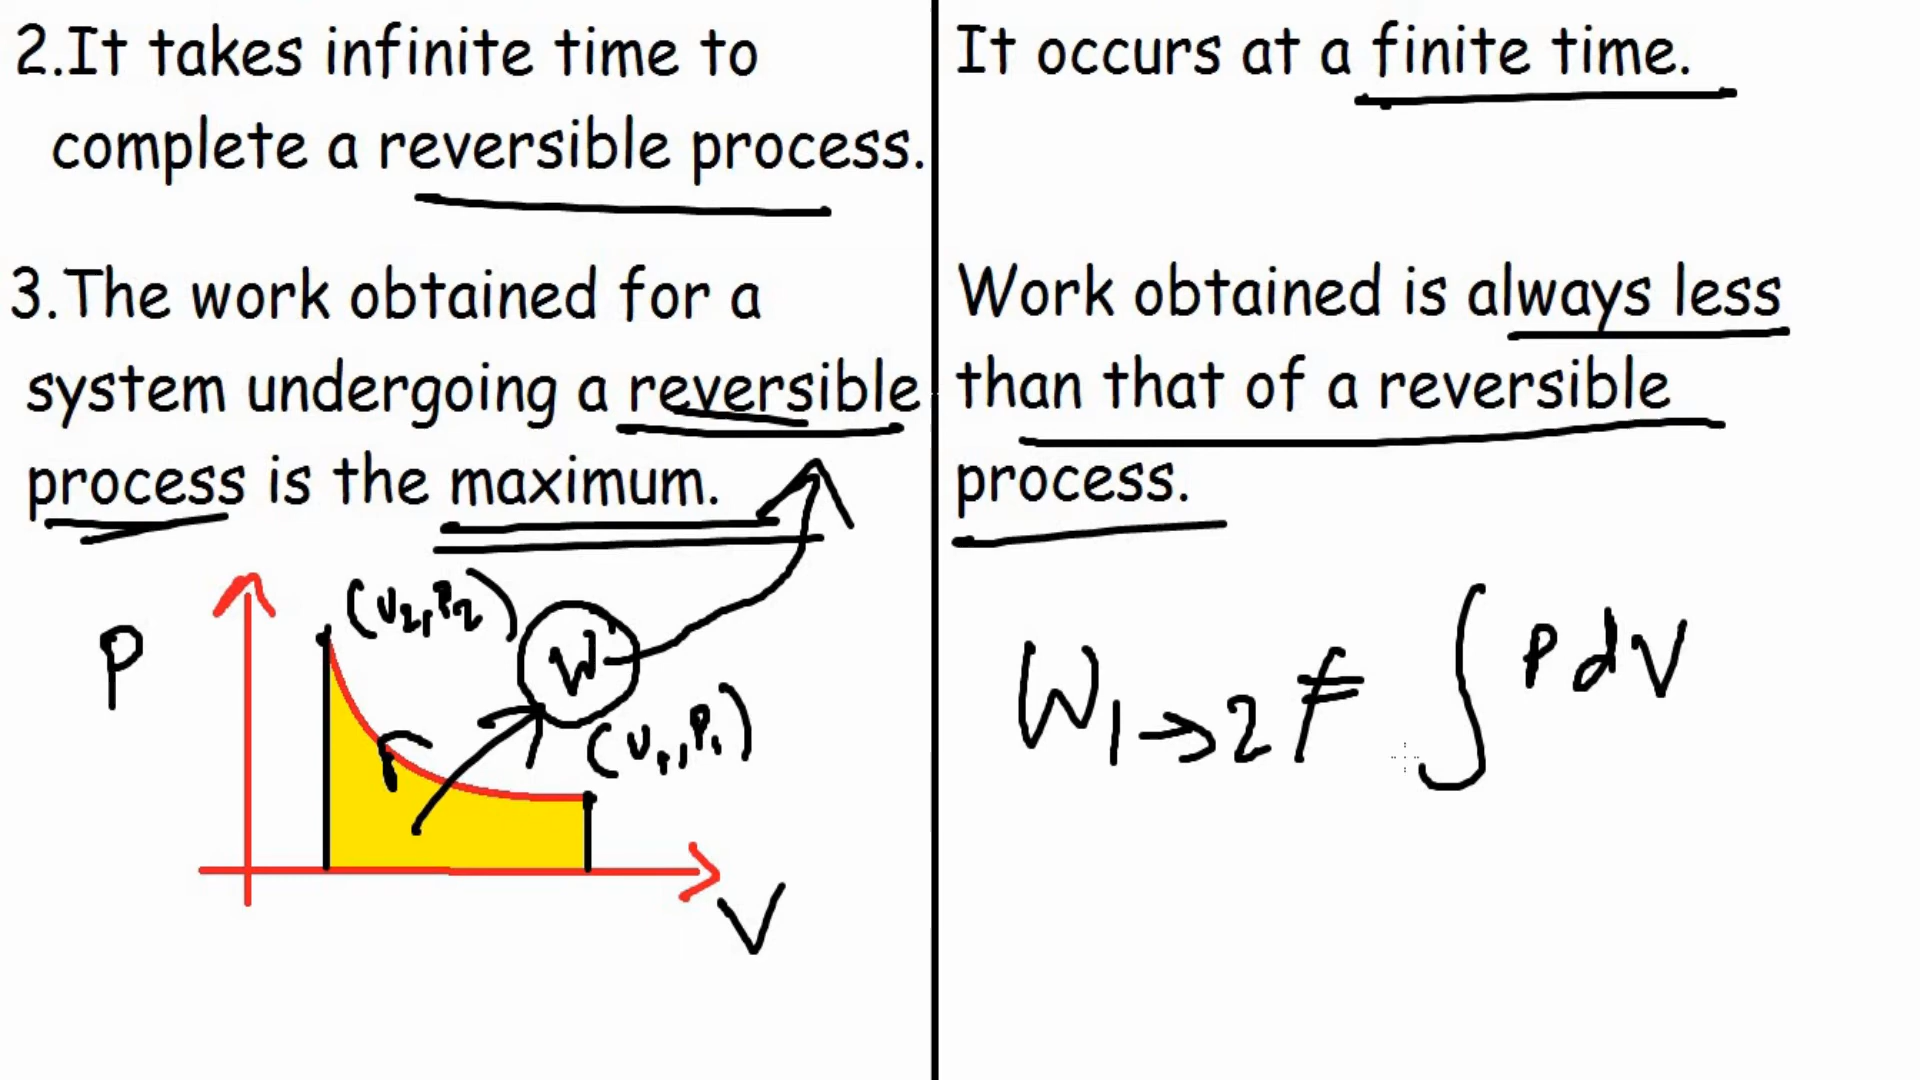 2.It takes infinite time to
complete a reversible process.
3.The work obtained for a
system undergoing a reversible
process is the maximum.
(V2, P2)
W
P
(V1, P1)
V
It occurs at a finite time.
Work obtained is always less
than that of a reversible
process.
W1→2 ≠ ∫ P dV